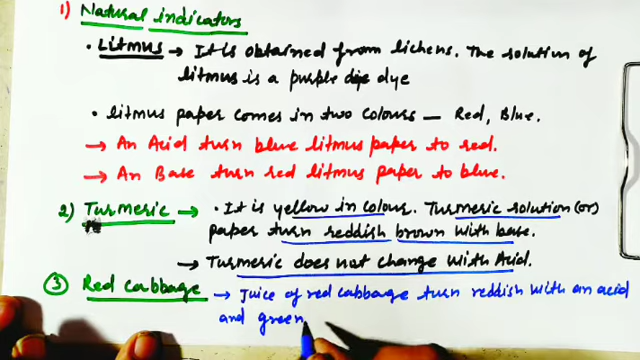 1) Natural indicators
• Litmus → It is obtained from lichens. The solution of
litmus is a purple dye
• litmus paper comes in two colours — Red, Blue.
→ An Acid turn blue litmus paper to red.
→ An Base turn red litmus paper to blue.
2) Turmeric → • It is yellow in colour. Turmeric solution (or)
paper turn reddish brown with base.
→ Turmeric does not change with Acid.
③ Red cabbage → Juice of red cabbage turn reddish with an acid
and green